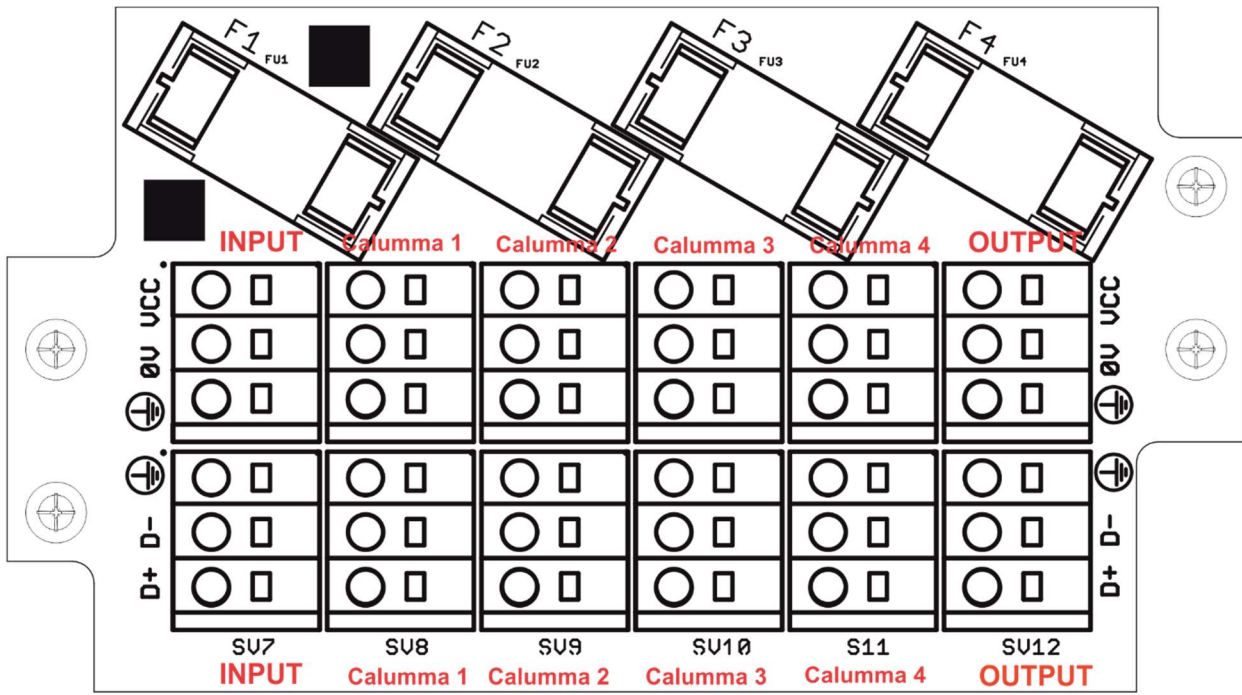 F1 FU1 F2 FU2 F3 FU3 F4 FU4
INPUT Calumma 1 Calumma 2 Calumma 3 Calumma 4 OUTPUT
VCC VCC
0V 0V
D- D-
D+ D+
SV7 SV8 SV9 SV10 S11 SV12
INPUT Calumma 1 Calumma 2 Calumma 3 Calumma 4 OUTPUT